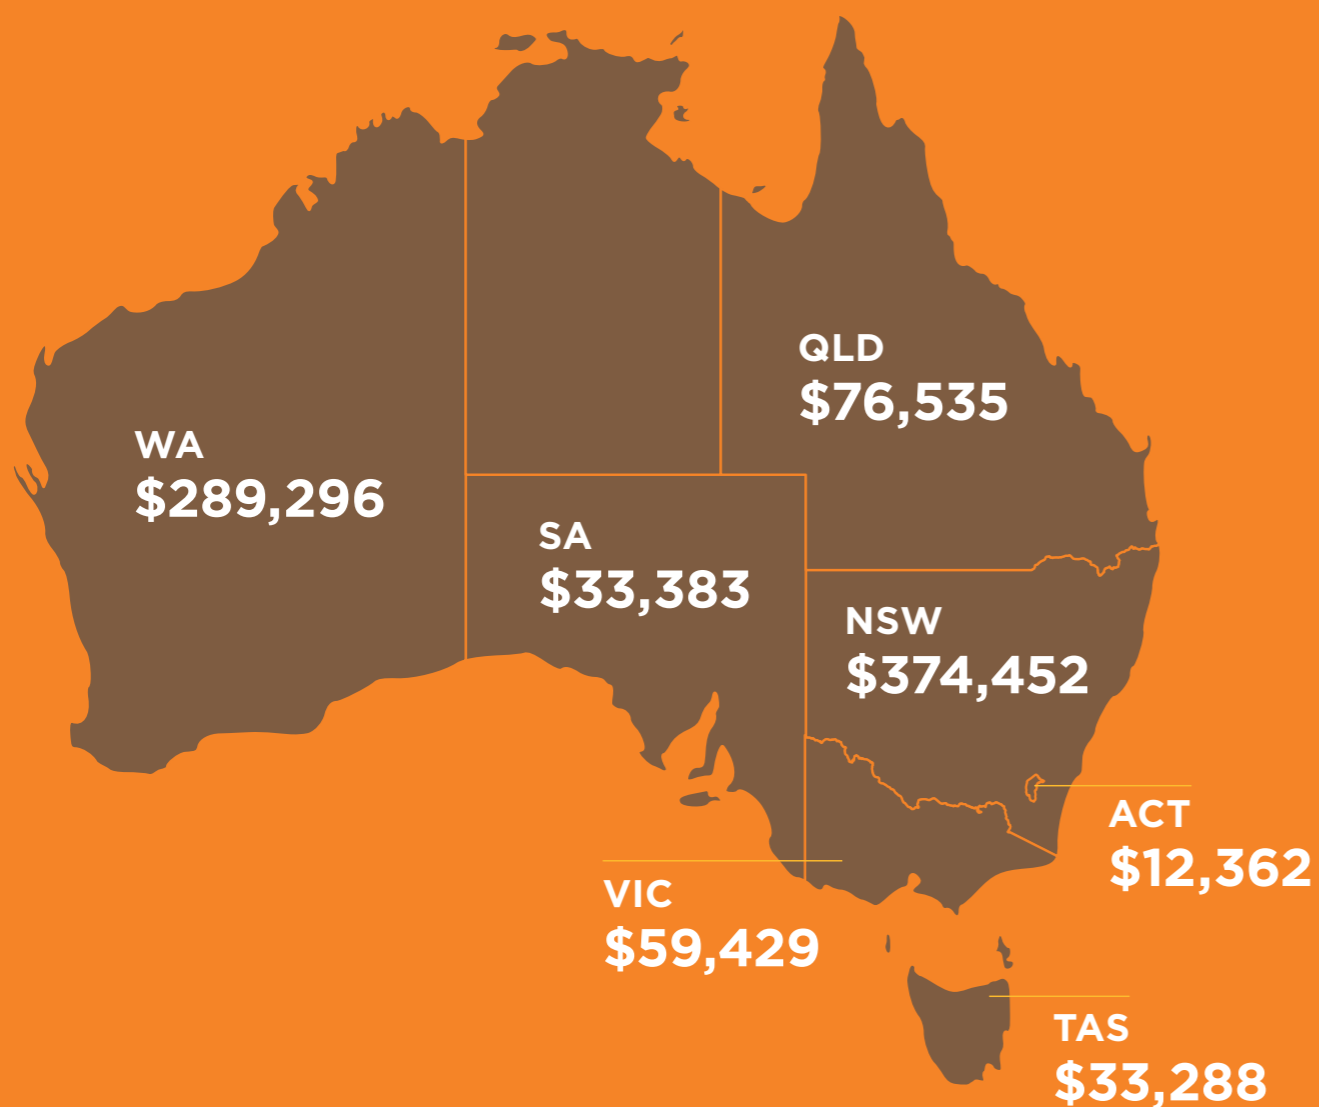 QLD
$76,535
WA
$289,296
SA
$33,383
NSW
$374,452
ACT
$12,362
VIC
$59,429
TAS
$33,288